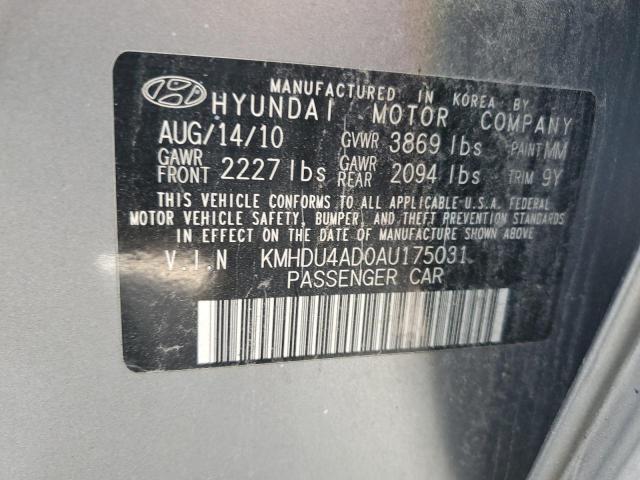 MANUFACTURED IN KOREA BY
HYUNDAI MOTOR COMPANY
AUG/14/10 GVWR 3869 lbs PAINT MM
GAWR FRONT 2227 lbs GAWR REAR 2094 lbs TRIM 9Y
THIS VEHICLE CONFORMS TO ALL APPLICABLE-U.S.A. FEDERAL
MOTOR VEHICLE SAFETY, BUMPER, AND THEFT PREVENTION STANDARDS
IN EFFECT ON THE DATE OF MANUFACTURE SHOWN ABOVE.
V.I.N KMHDU4AD0AU175031
PASSENGER CAR